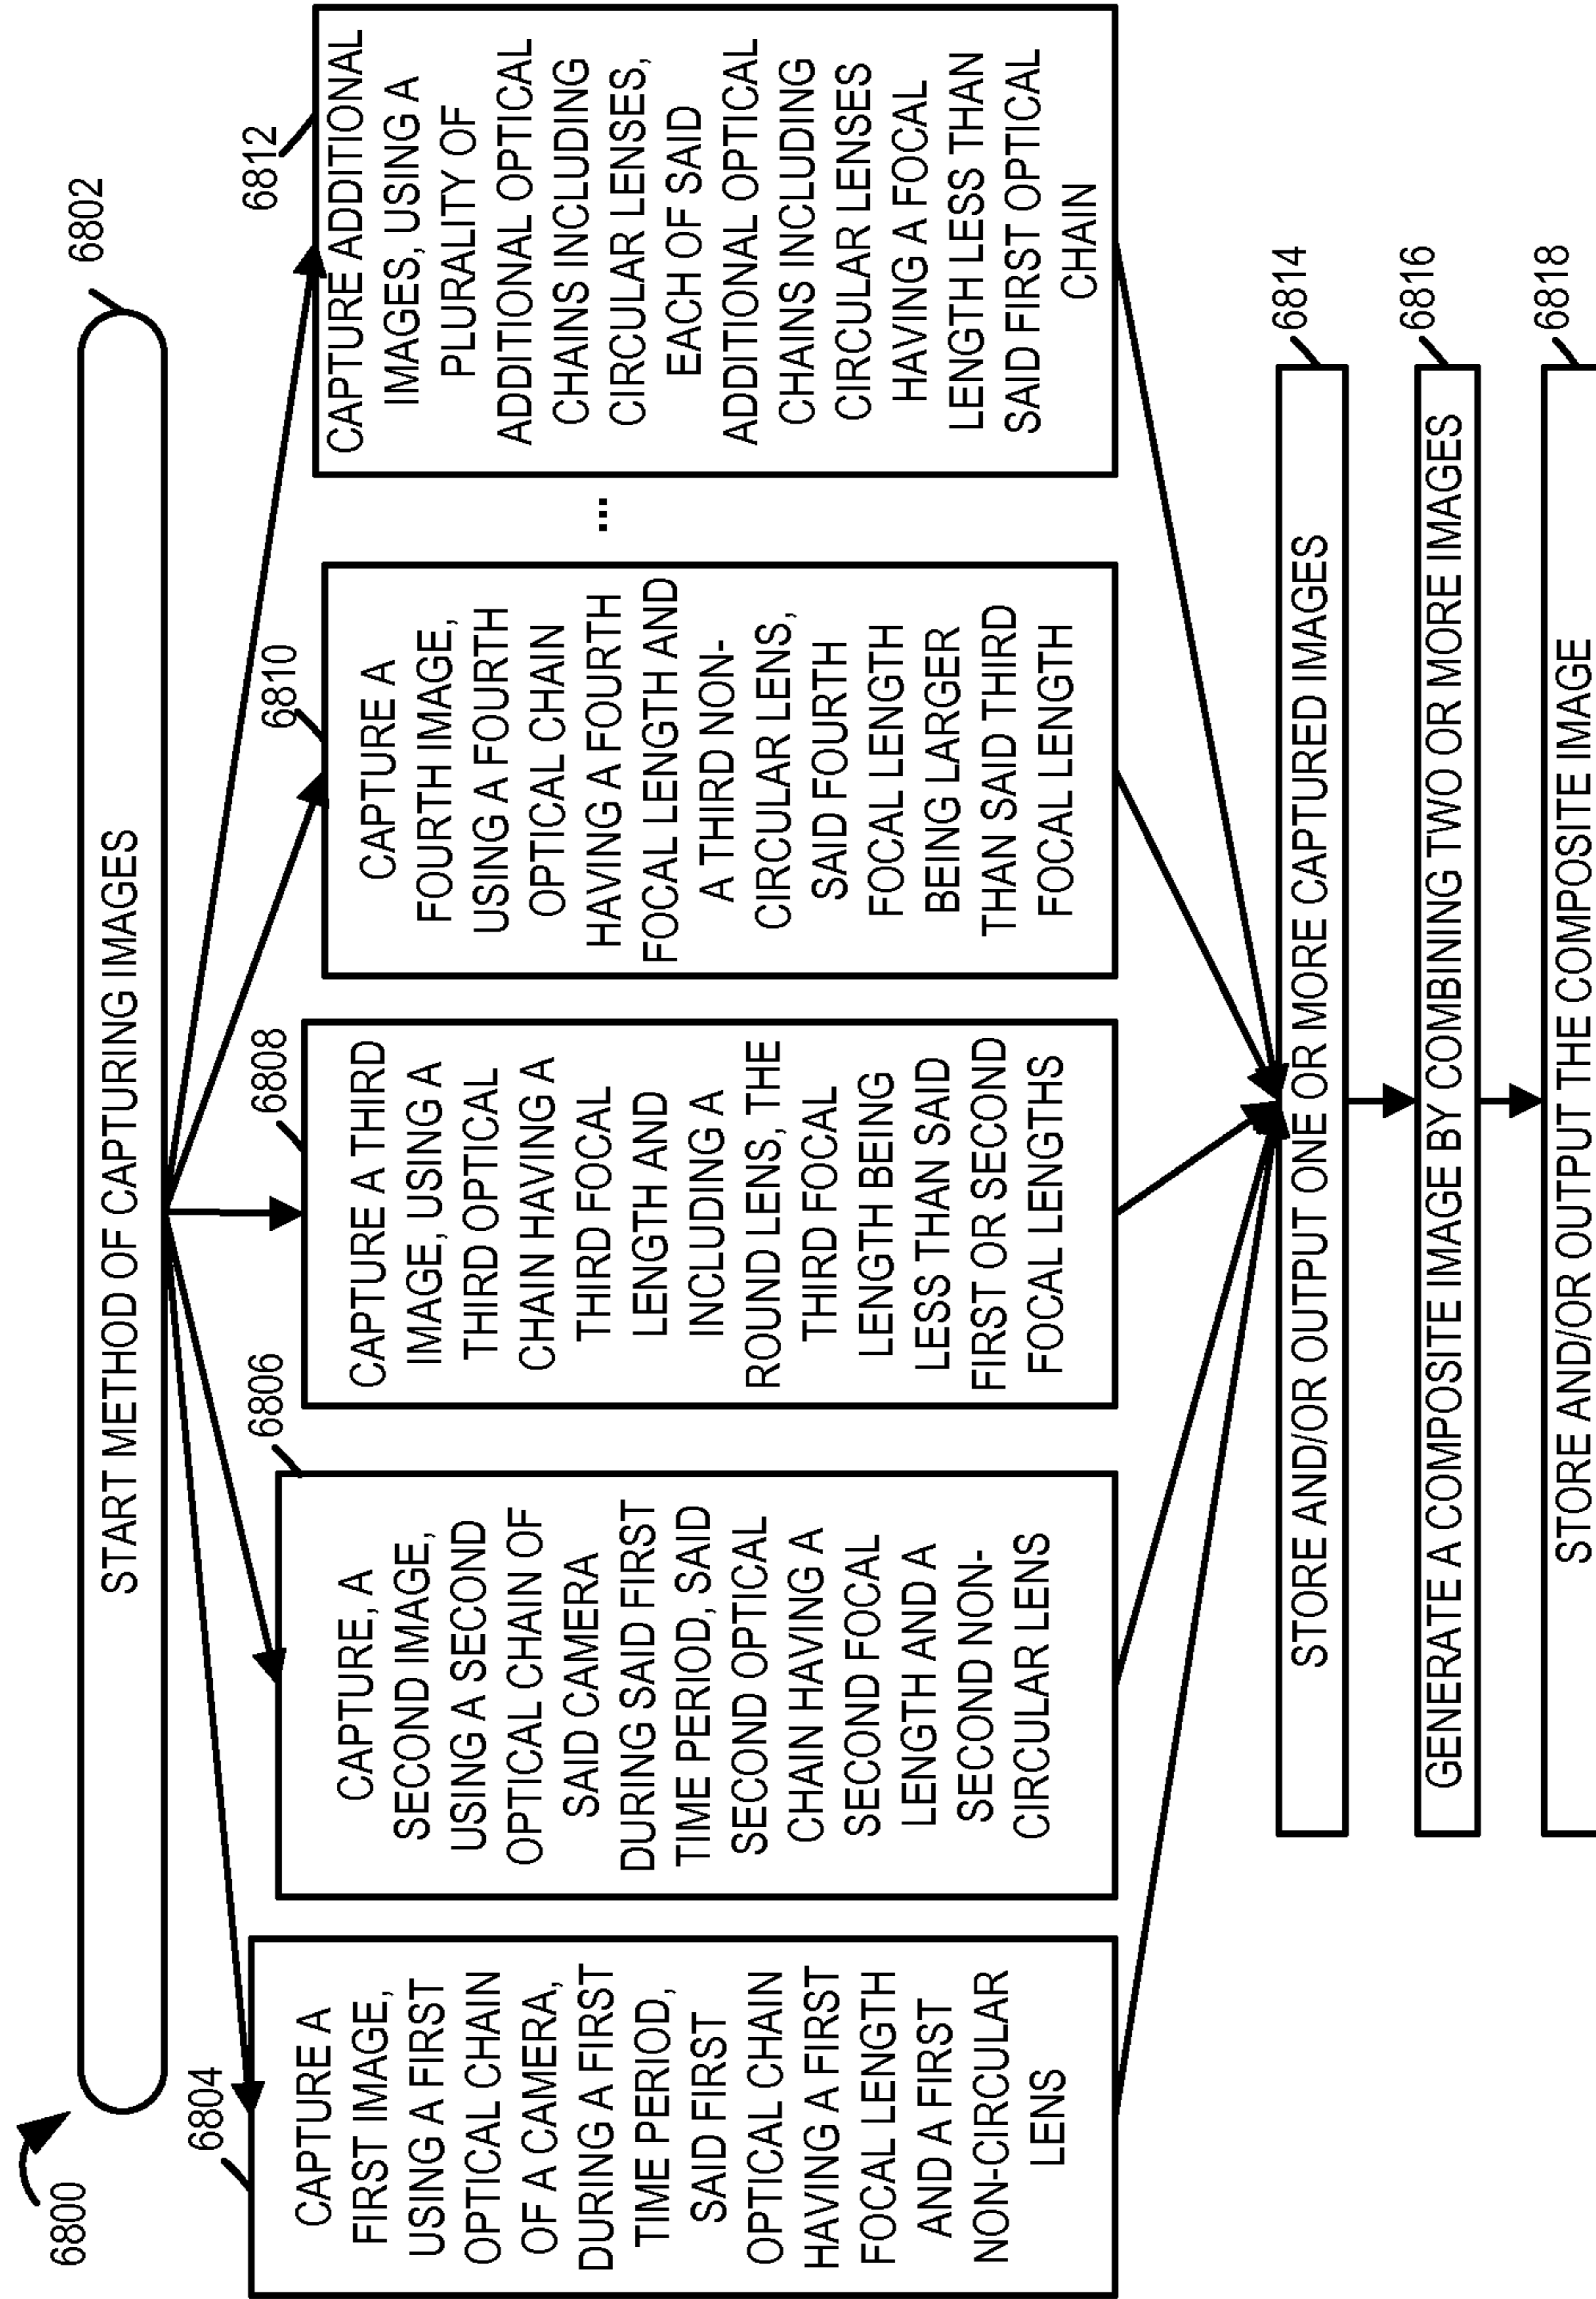 6800
START METHOD OF CAPTURING IMAGES
6802
6804
CAPTURE A
FIRST IMAGE,
USING A FIRST
OPTICAL CHAIN
OF A CAMERA,
DURING A FIRST
TIME PERIOD,
SAID FIRST
OPTICAL CHAIN
HAVING A FIRST
FOCAL LENGTH
AND A FIRST
NON-CIRCULAR
LENS
6806
CAPTURE, A
SECOND IMAGE,
USING A SECOND
OPTICAL CHAIN OF
SAID CAMERA
DURING SAID FIRST
TIME PERIOD, SAID
SECOND OPTICAL
CHAIN HAVING A
SECOND FOCAL
LENGTH AND A
SECOND NON-
CIRCULAR LENS
6808
CAPTURE A THIRD
IMAGE, USING A
THIRD OPTICAL
CHAIN HAVING A
THIRD FOCAL
LENGTH AND
INCLUDING A
ROUND LENS, THE
THIRD FOCAL
LENGTH BEING
LESS THAN SAID
FIRST OR SECOND
FOCAL LENGTHS
6810
CAPTURE A
FOURTH IMAGE,
USING A FOURTH
OPTICAL CHAIN
HAVING A FOURTH
FOCAL LENGTH AND
A THIRD NON-
CIRCULAR LENS,
SAID FOURTH
FOCAL LENGTH
BEING LARGER
THAN SAID THIRD
FOCAL LENGTH
...
6812
CAPTURE ADDITIONAL
IMAGES, USING A
PLURALITY OF
ADDITIONAL OPTICAL
CHAINS INCLUDING
CIRCULAR LENSES,
EACH OF SAID
ADDITIONAL OPTICAL
CHAINS INCLUDING
CIRCULAR LENSES
HAVING A FOCAL
LENGTH LESS THAN
SAID FIRST OPTICAL
CHAIN
STORE AND/OR OUTPUT ONE OR MORE CAPTURED IMAGES
6814
GENERATE A COMPOSITE IMAGE BY COMBINING TWO OR MORE IMAGES
6816
STORE AND/OR OUTPUT THE COMPOSITE IMAGE
6818